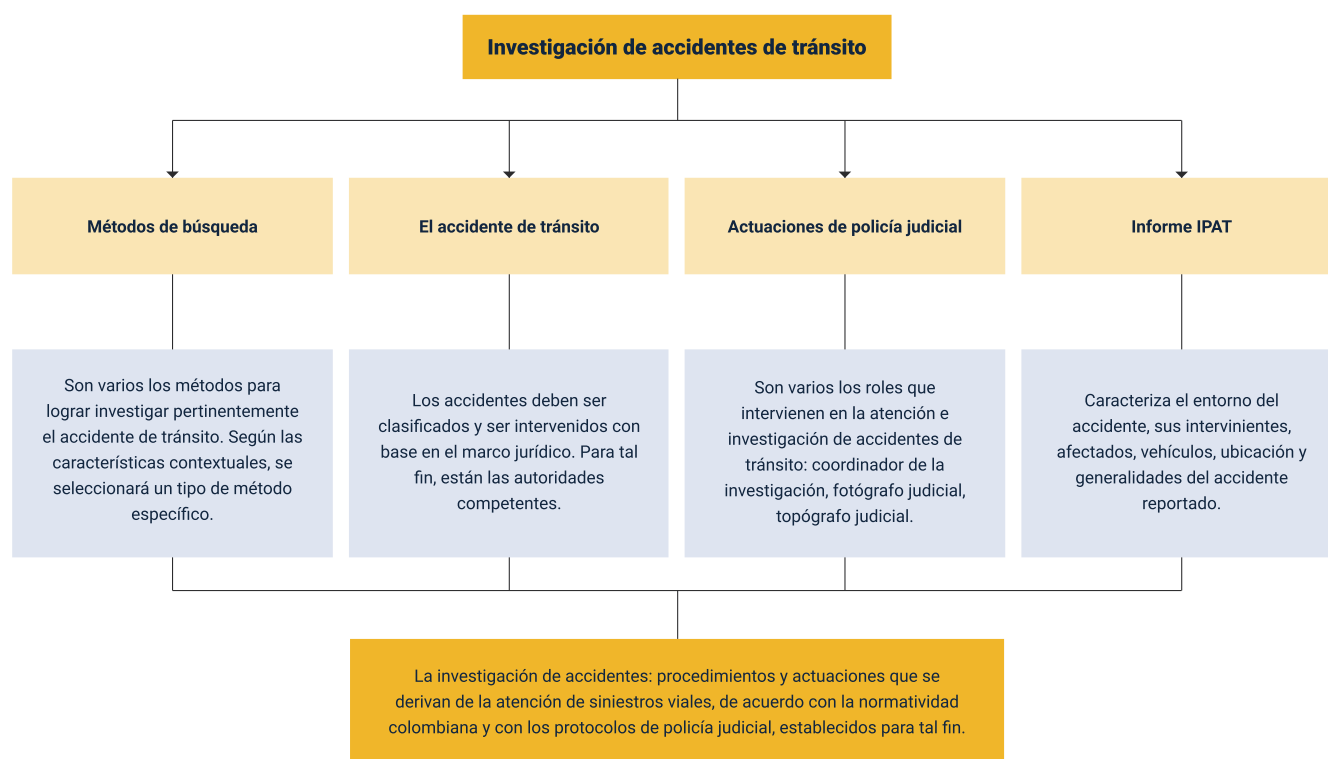 Investigación de accidentes de tránsito
Métodos de búsqueda
El accidente de tránsito
Actuaciones de policía judicial
Informe IPAT
Son varios los métodos para
lograr investigar pertinentemente
el accidente de tránsito. Según las
características contextuales, se
seleccionará un tipo de método
específico.
Los accidentes deben ser
clasificados y ser intervenidos con
base en el marco jurídico. Para tal
fin, están las autoridades
competentes.
Son varios los roles que
intervienen en la atención e
investigación de accidentes de
tránsito: coordinador de la
investigación, fotógrafo judicial,
topógrafo judicial.
Caracteriza el entorno del
accidente, sus intervinientes,
afectados, vehículos, ubicación y
generalidades del accidente
reportado.
La investigación de accidentes: procedimientos y actuaciones que se
derivan de la atención de siniestros viales, de acuerdo con la normatividad
colombiana y con los protocolos de policía judicial, establecidos para tal fin.